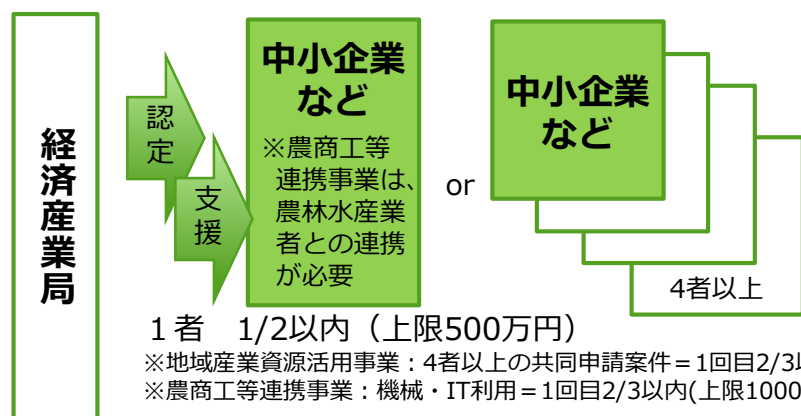 経済産業局
認定
支援
中小企業
など
※農商工等
連携事業は、
農林水産業
者との連携
が必要
or
中小企業
など
4者以上
１者　1/2以内（上限500万円）
※地域産業資源活用事業：4者以上の共同申請案件＝1回目2/3
※農商工等連携事業：機械・IT利用＝1回目2/3以内(上限1000